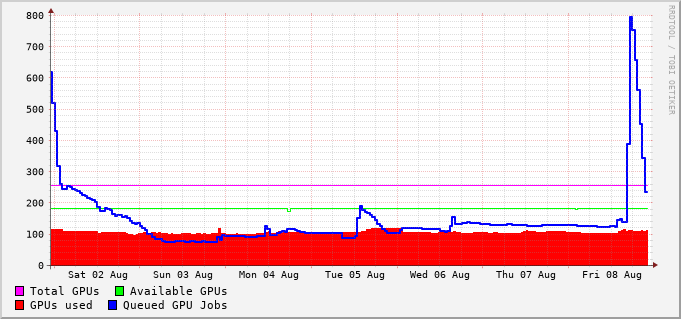 800
700
600
500
400
300
200
100
0
Sat 02 Aug Sun 03 Aug Mon 04 Aug Tue 05 Aug Wed 06 Aug Thu 07 Aug Fri 08 Aug
Total GPUs Available GPUs
GPUs used Queued GPU Jobs
RRDTOOL / TOBI OETIKER